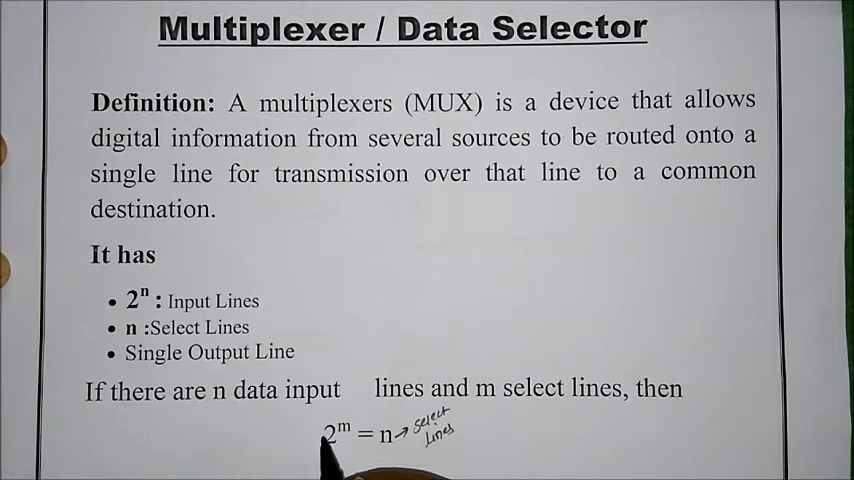 Multiplexer / Data Selector
Definition: A multiplexers (MUX) is a device that allows
digital information from several sources to be routed onto a
single line for transmission over that line to a common
destination.
It has
• 2ⁿ : Input Lines
• n :Select Lines
• Single Output Line
If there are n data input lines and m select lines, then
2ᵐ = n → select
lines